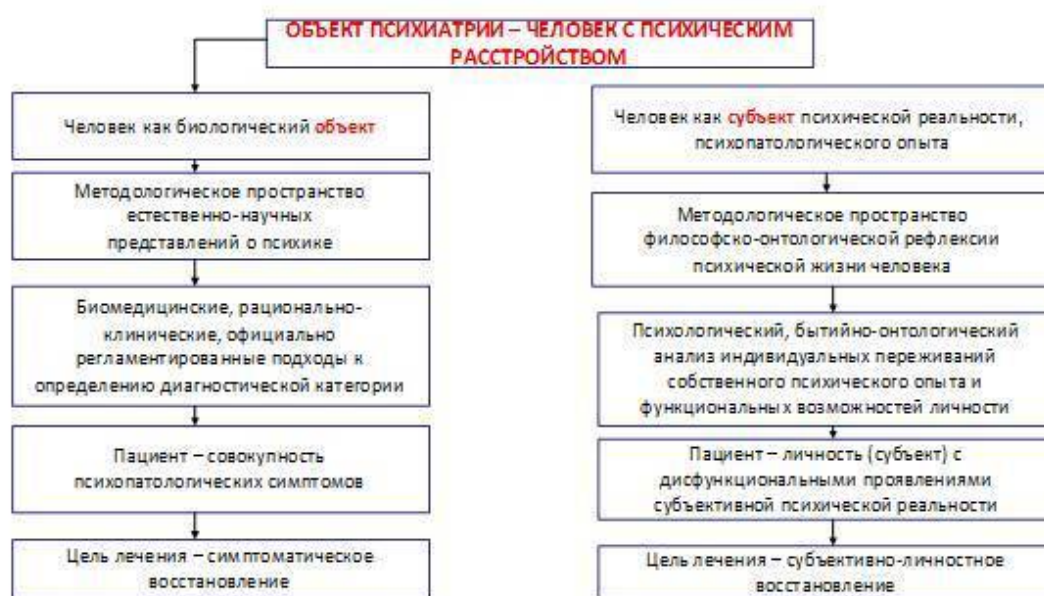 ОБЪЕКТ ПСИХИАТРИИ – ЧЕЛОВЕК С ПСИХИЧЕСКИМ
РАССТРОЙСТВОМ
Человек как биологический объект
Методологическое пространство
естественно-научных
представлений о психике
Биомедицинские, рационально-
клинические, официально
регламентированные подходы к
определению диагностической категории
Пациент – совокупность
психопатологических симптомов
Цель лечения – симптоматическое
восстановление
Человек как субъект психической реальности,
психопатологического опыта
Методологическое пространство
философско-онтологической рефлексии
психической жизни человека
Психологический, бытийно-онтологический
анализ индивидуальных переживаний
собственного психического опыта и
функциональных возможностей личности
Пациент – личность (субъект) с
дисфункциональными проявлениями
субъективной психической реальности
Цель лечения – субъективно-личностное
восстановление